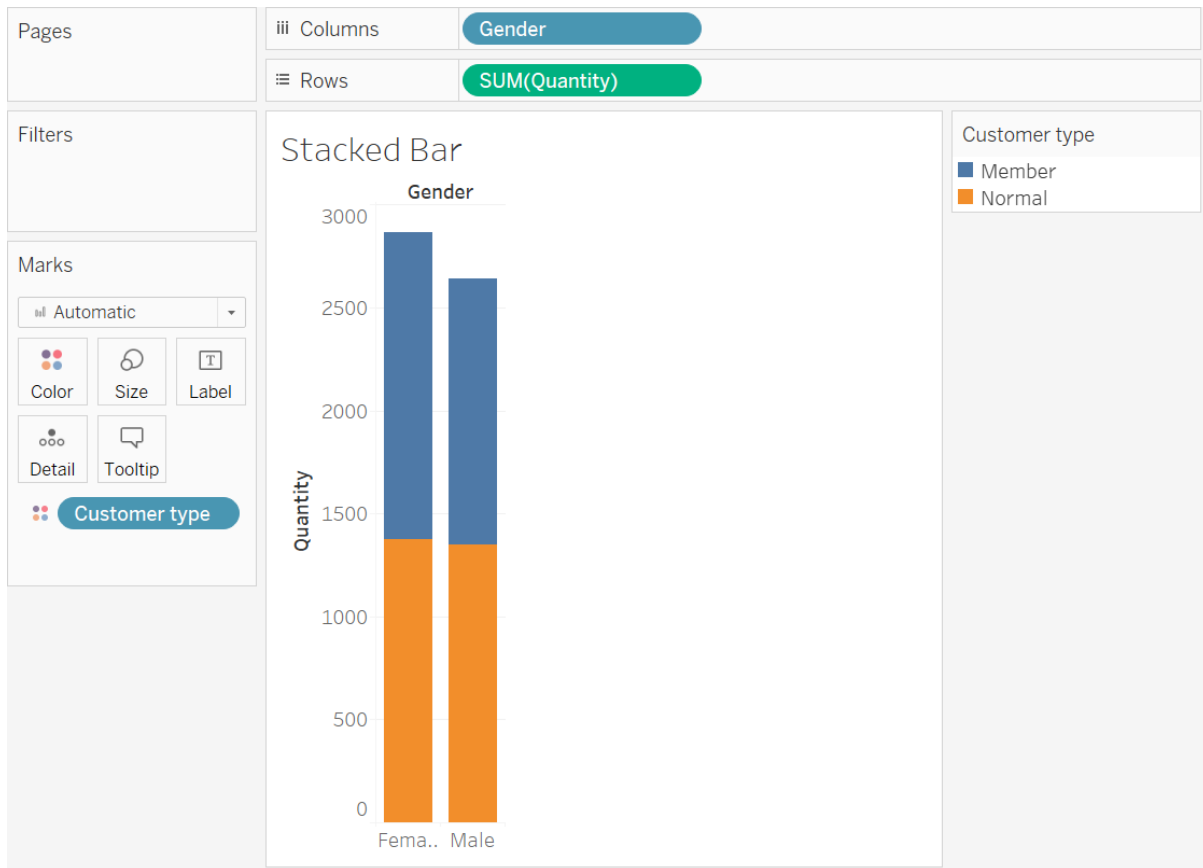 Pages
Columns
Gender
Rows
SUM(Quantity)
Filters
Marks
Automatic
Color
Size
Label
Detail
Tooltip
Customer type
Stacked Bar
Gender
3000
2500
2000
1500
1000
500
0
Quantity
Fema.. Male
Customer type
Member
Normal